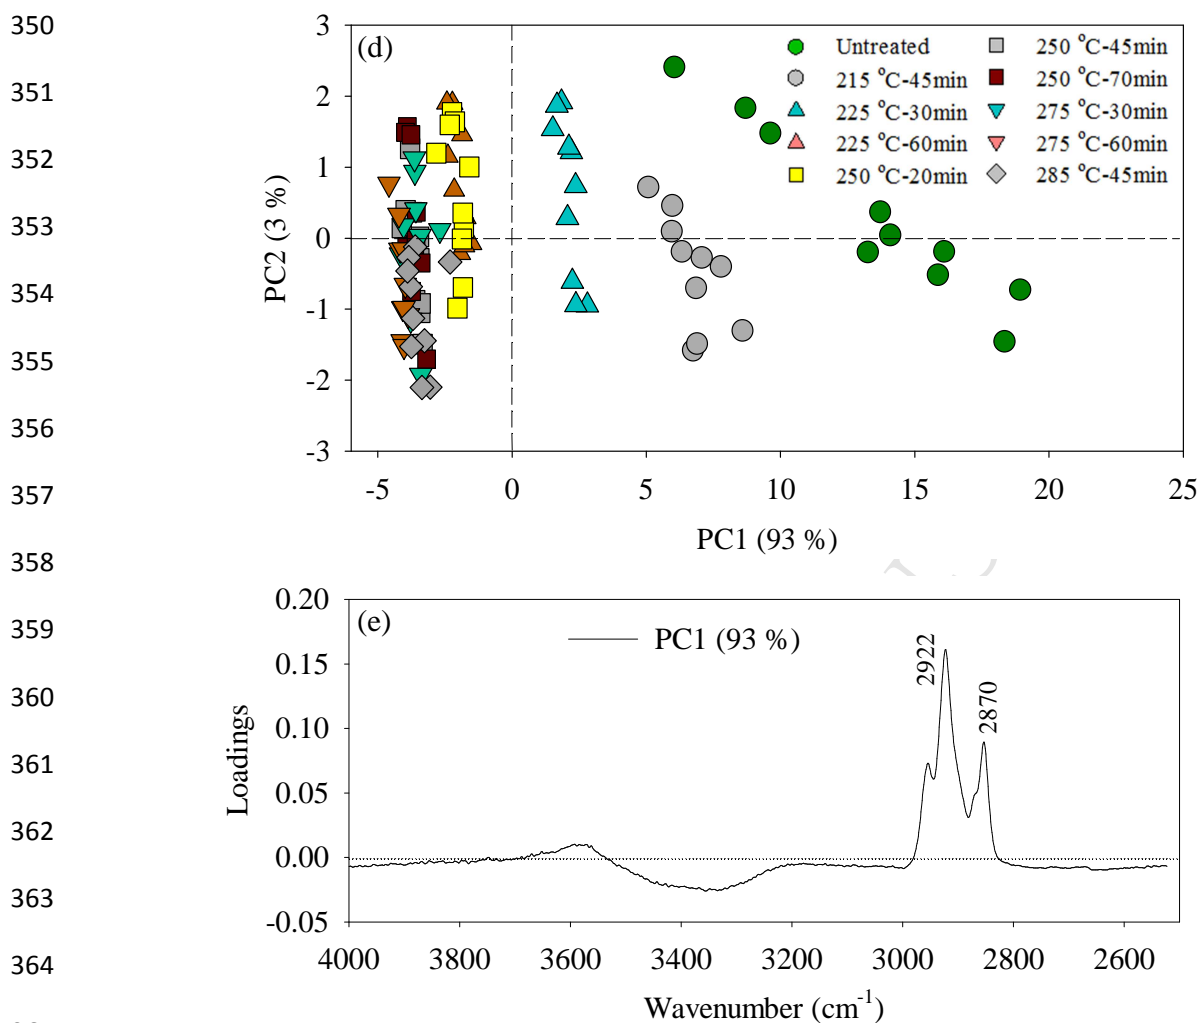 350
351
352
353
354
355
356
357
358
359
360
361
362
363
364
(d)
Untreated
215 °C-45min
225 °C-30min
225 °C-60min
250 °C-20min
250 °C-45min
250 °C-70min
275 °C-30min
275 °C-60min
285 °C-45min
PC2 (3 %)
3
2
1
0
-1
-2
-3
-5 0 5 10 15 20 25
PC1 (93 %)
(e)
PC1 (93 %)
2922
2870
Loadings
0.20
0.15
0.10
0.05
0.00
-0.05
4000 3800 3600 3400 3200 3000 2800 2600
Wavenumber (cm⁻¹)